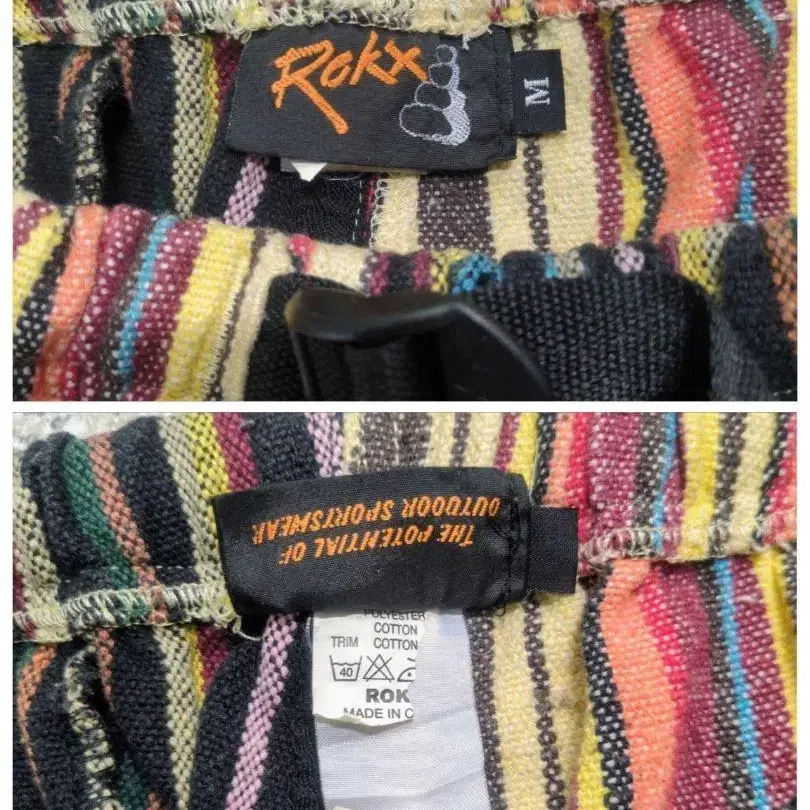 Rokx
M
THE POTENTIAL OF
OUTDOOR SPORTSWEAR
POLYESTER
COTTON
TRIM COTTON
40
ROK
MADE IN C